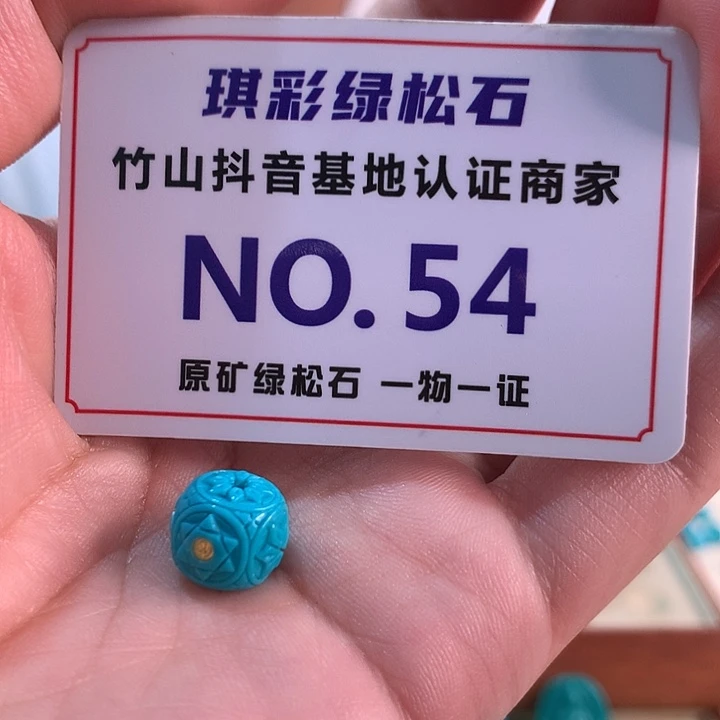 琪彩绿松石
竹山抖音基地认证商家
NO.54
原矿绿松石 一物一证